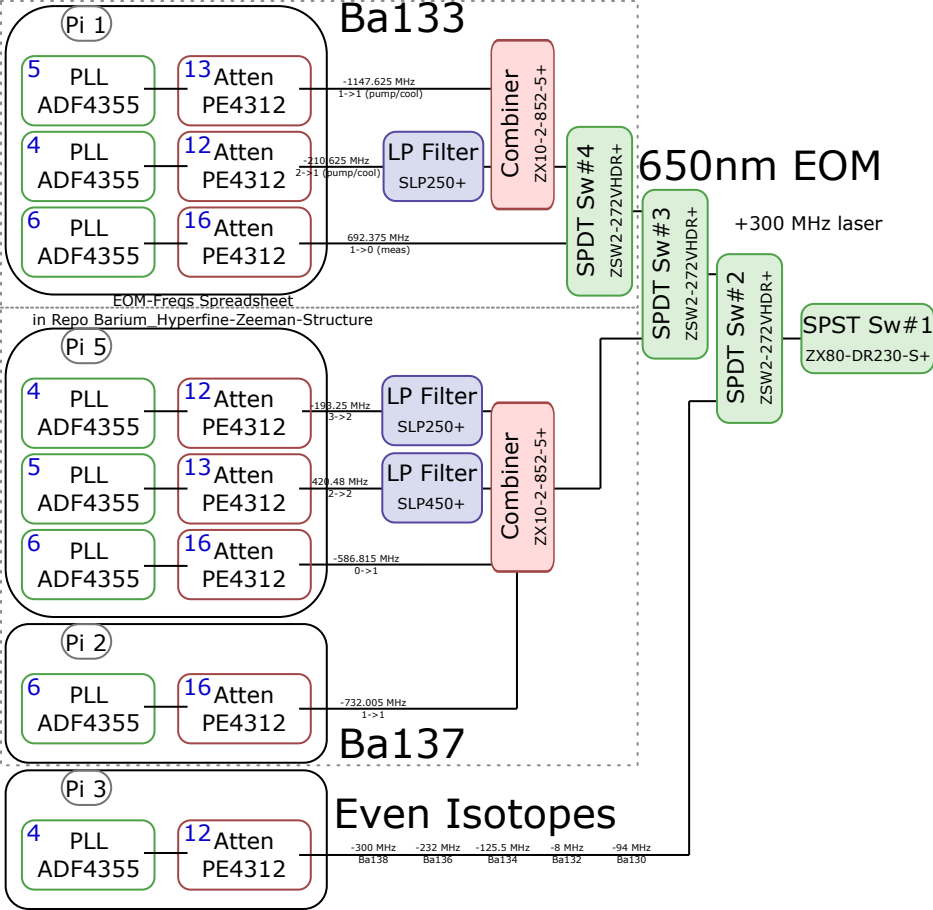 Ba133
Pi 1
5 PLL ADF4355
13 Atten PE4312
-1147.625 MHz
1->1 (pump/cool)
Combiner
ZX10-2-852-5+
4 PLL ADF4355
12 Atten PE4312
-210.625 MHz
2->1 (pump/cool)
LP Filter
SLP250+
6 PLL ADF4355
16 Atten PE4312
692.375 MHz
1->0 (meas)
SPDT Sw#4
ZSW2-272VHDR+
650nm EOM
+300 MHz laser
SPDT Sw#3
ZSW2-272VHDR+
SPDT Sw#2
ZSW2-272VHDR+
SPST Sw#1
ZX80-DR230-S+
EOM-Freqs Spreadsheet
in Repo Barium_Hyperfine-Zeeman-Structure
Pi 5
4 PLL ADF4355
12 Atten PE4312
-193.25 MHz
3->2
LP Filter
SLP250+
5 PLL ADF4355
13 Atten PE4312
420.48 MHz
2->2
LP Filter
SLP450+
Combiner
ZX10-2-852-5+
6 PLL ADF4355
16 Atten PE4312
-586.815 MHz
0->1
Pi 2
6 PLL ADF4355
16 Atten PE4312
-732.005 MHz
1->1
Ba137
Pi 3
Even Isotopes
4 PLL ADF4355
12 Atten PE4312
-300 MHz
Ba138
-232 MHz
Ba136
-125.5 MHz
Ba134
-8 MHz
Ba132
-94 MHz
Ba130